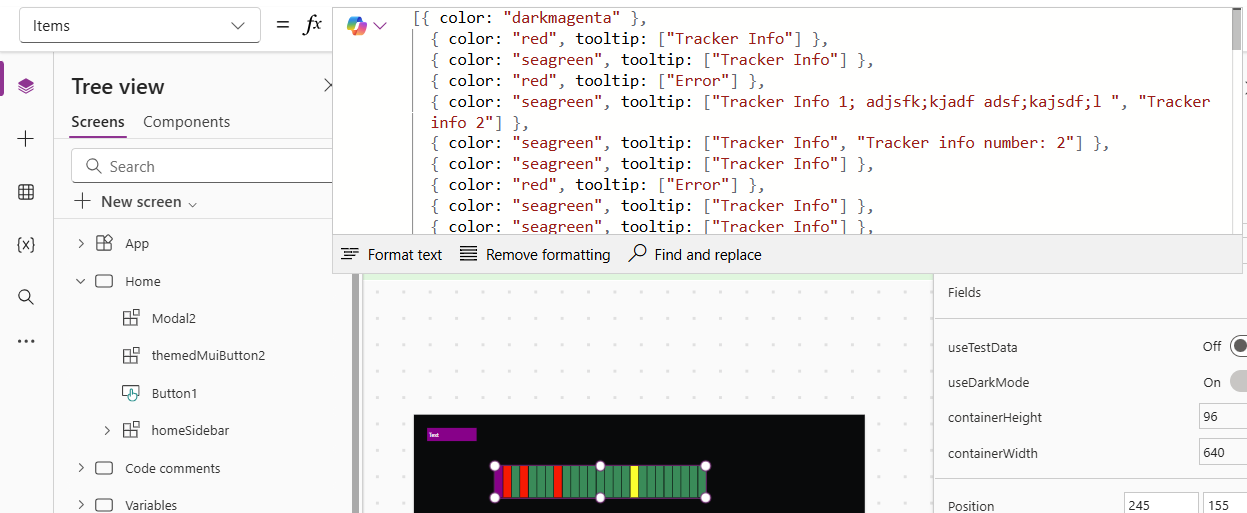 Items
= fx
[{ color: "darkmagenta" },
{ color: "red", tooltip: ["Tracker Info"] },
{ color: "seagreen", tooltip: ["Tracker Info"] },
{ color: "red", tooltip: ["Error"] },
{ color: "seagreen", tooltip: ["Tracker Info 1; adjsfk;kjadf adsf;kajsdf;l ", "Tracker
info 2"] },
{ color: "seagreen", tooltip: ["Tracker Info", "Tracker info number: 2"] },
{ color: "seagreen", tooltip: ["Tracker Info"] },
{ color: "red", tooltip: ["Error"] },
{ color: "seagreen", tooltip: ["Tracker Info"] },
{ color: "seagreen", tooltip: ["Tracker Info"] },
Format text
Remove formatting
Find and replace
Tree view
Screens
Components
Search
New screen
App
Home
Modal2
themedMuiButton2
Button1
homeSidebar
Code comments
Variables
Test
Fields
useTestData
Off
useDarkMode
On
containerHeight
96
containerWidth
640
Position
245
155